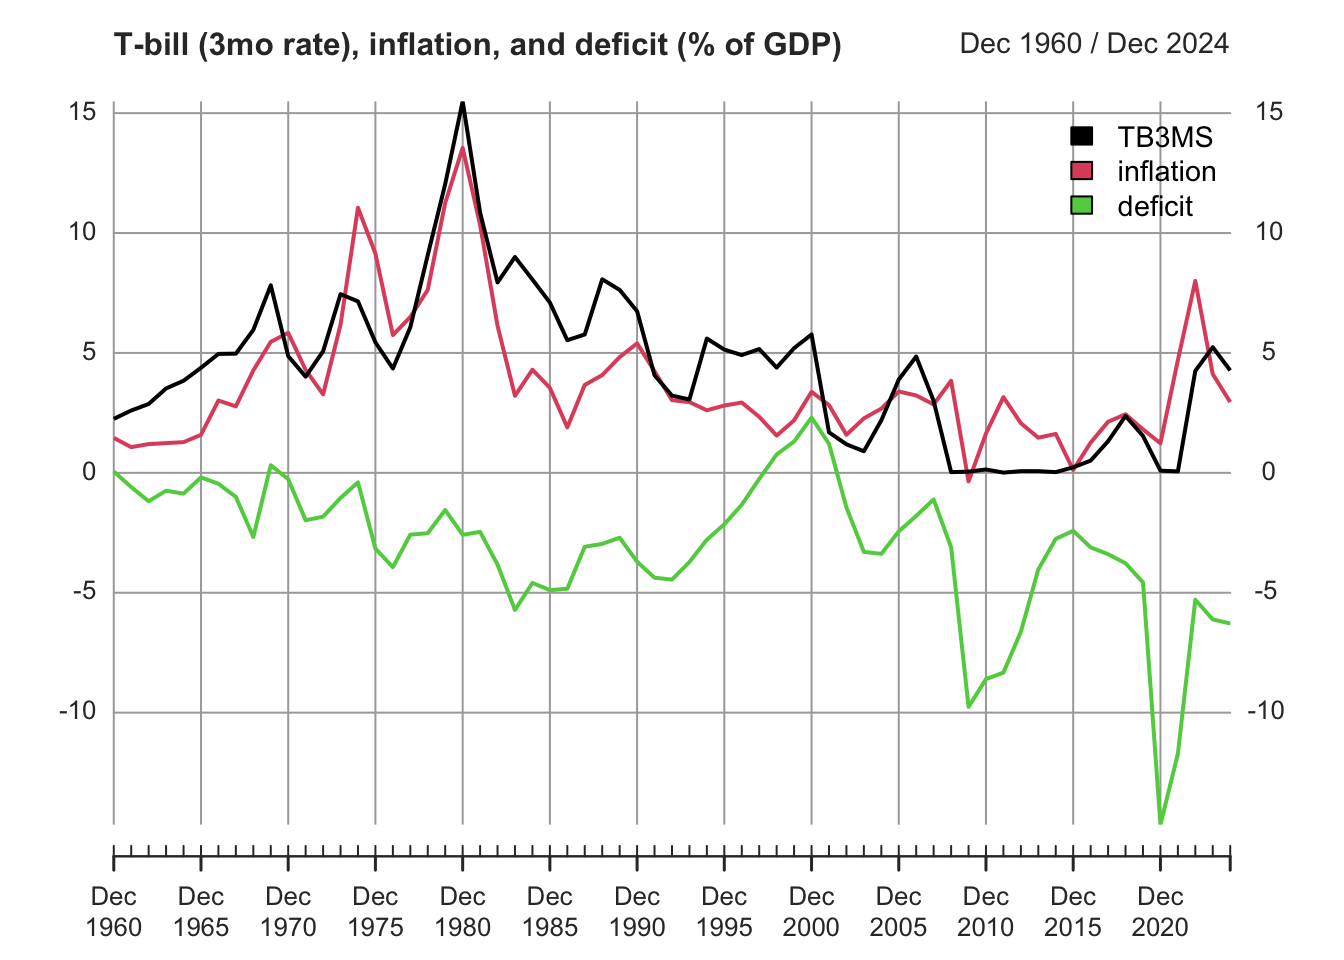 T-bill (3mo rate), inflation, and deficit (% of GDP) Dec 1960 / Dec 2024
15 15
TB3MS
inflation
deficit
10 10
5 5
0 0
-5 -5
-10 -10
Dec Dec Dec Dec Dec Dec Dec Dec Dec Dec Dec Dec Dec
1960 1965 1970 1975 1980 1985 1990 1995 2000 2005 2010 2015 2020